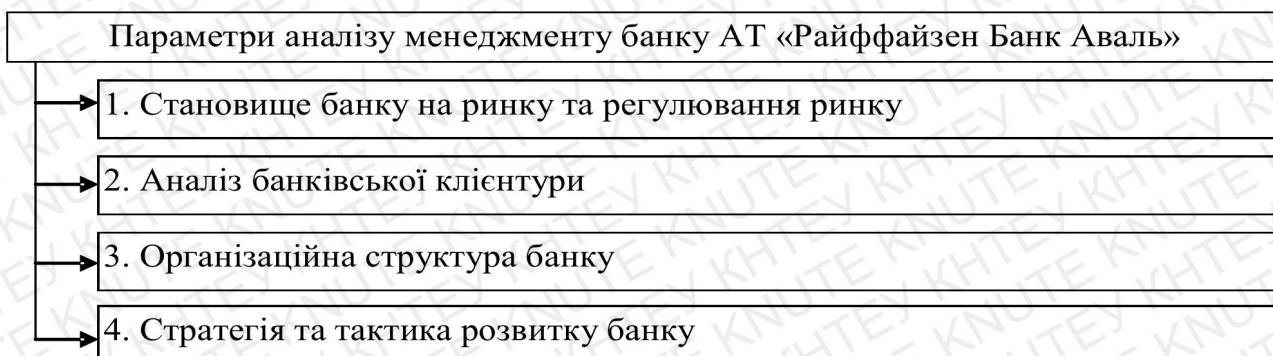 Параметри аналізу менеджменту банку АТ «Райффайзен Банк Аваль»
1. Становище банку на ринку та регулювання ринку
2. Аналіз банківської клієнтури
3. Організаційна структура банку
4. Стратегія та тактика розвитку банку